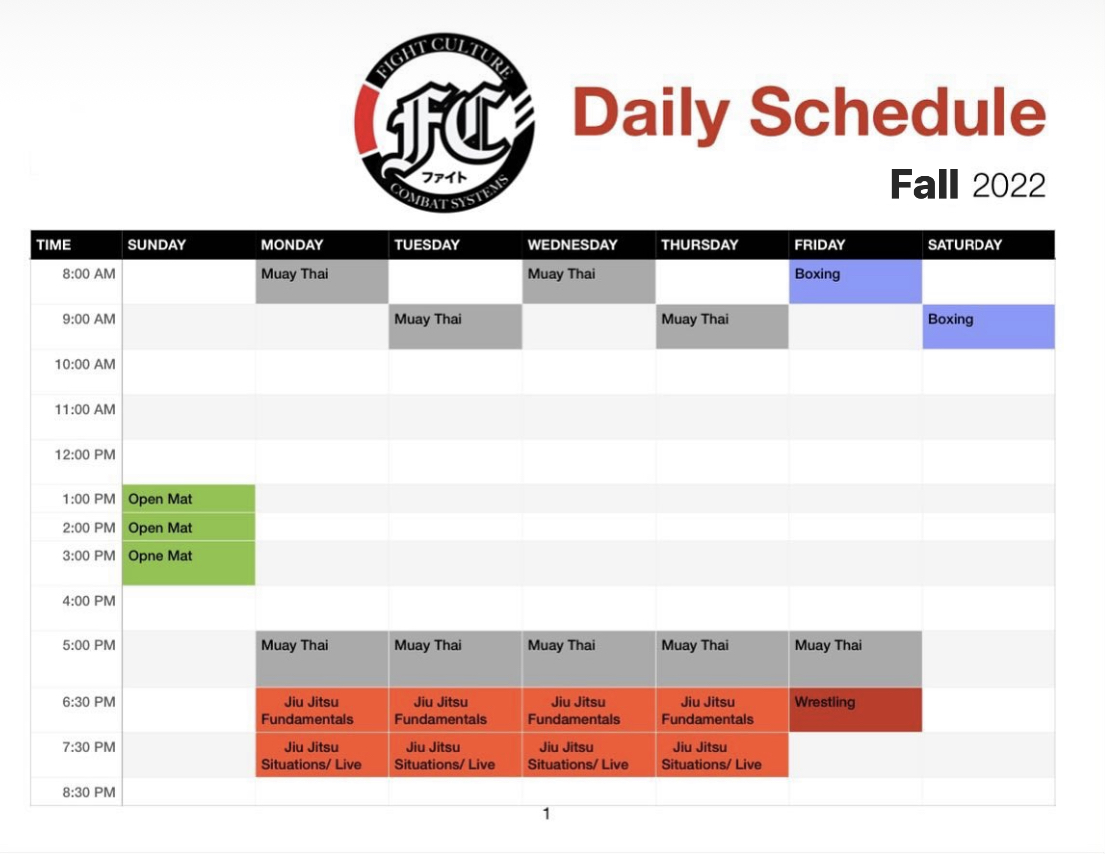 FIGHT CULTURE
FC
ファイト
COMBAT SYSTEMS
Daily Schedule
Fall 2022
TIME SUNDAY MONDAY TUESDAY WEDNESDAY THURSDAY FRIDAY SATURDAY
8:00 AM Muay Thai Muay Thai Boxing
9:00 AM Muay Thai Muay Thai Boxing
10:00 AM
11:00 AM
12:00 PM
1:00 PM Open Mat
2:00 PM Open Mat
3:00 PM Opne Mat
4:00 PM
5:00 PM Muay Thai Muay Thai Muay Thai Muay Thai Muay Thai
6:30 PM Jiu Jitsu Jiu Jitsu Jiu Jitsu Jiu Jitsu Wrestling
Fundamentals Fundamentals Fundamentals Fundamentals
7:30 PM Jiu Jitsu Jiu Jitsu Jiu Jitsu Jiu Jitsu
Situations/ Live Situations/ Live Situations/ Live Situations/ Live
8:30 PM
1